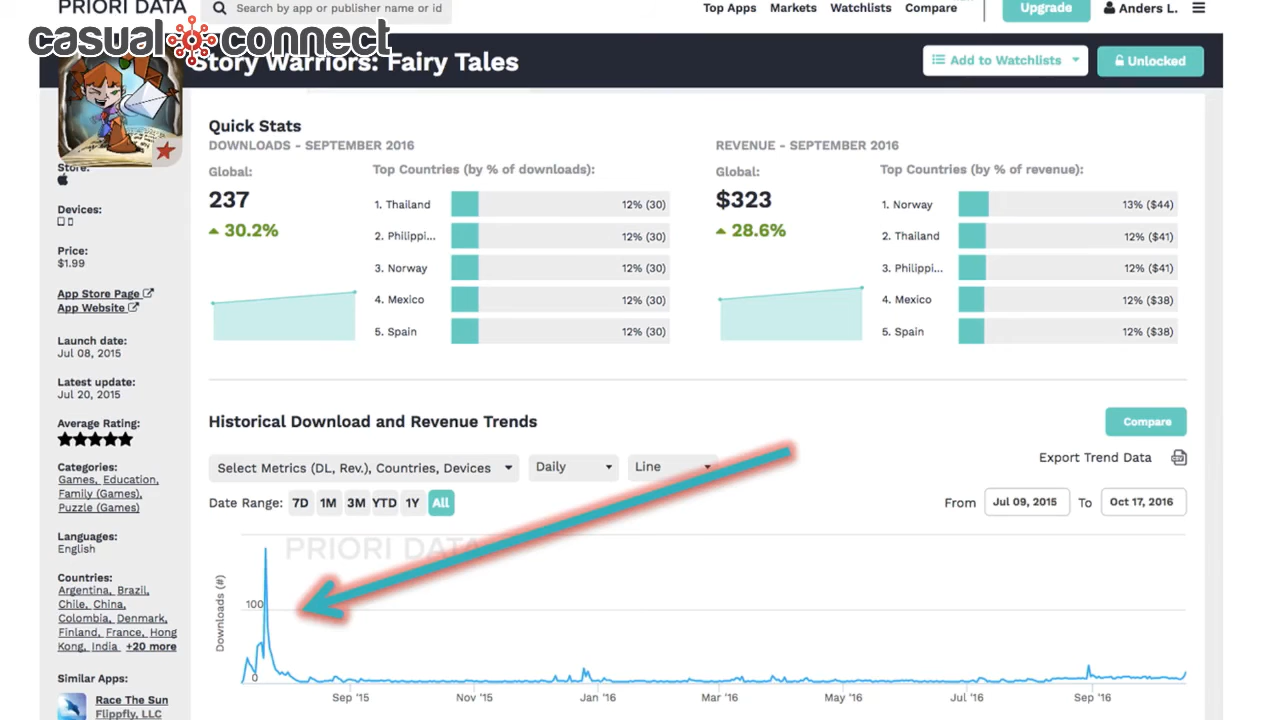 PRIORI DATA
Search by app or publisher name or id
Top Apps Markets Watchlists Compare
Upgrade
Anders L.
casual connect
Story Warriors: Fairy Tales
Add to Watchlists
Unlocked
Store:
Devices:
Price:
$1.99
App Store Page
App Website
Launch date:
Jul 08, 2015
Latest update:
Jul 20, 2015
Average Rating:
Categories:
Games, Education,
Family (Games),
Puzzle (Games)
Languages:
English
Countries:
Argentina, Brazil,
Chile, China,
Colombia, Denmark,
Finland, France, Hong
Kong, India +20 more
Similar Apps:
Race The Sun
Flippfly, LLC
Quick Stats
DOWNLOADS - SEPTEMBER 2016
Global:
237
30.2%
Top Countries (by % of downloads):
1. Thailand 12% (30)
2. Philippi... 12% (30)
3. Norway 12% (30)
4. Mexico 12% (30)
5. Spain 12% (30)
REVENUE - SEPTEMBER 2016
Global:
$323
28.6%
Top Countries (by % of revenue):
1. Norway 13% ($44)
2. Thailand 12% ($41)
3. Philippi... 12% ($41)
4. Mexico 12% ($38)
5. Spain 12% ($38)
Historical Download and Revenue Trends
Compare
Select Metrics (DL, Rev.), Countries, Devices
Daily
Line
Export Trend Data
Date Range: 7D 1M 3M YTD 1Y All
From Jul 09, 2015 To Oct 17, 2016
PRIORI DATA
Downloads (#)
100
0
Sep '15 Nov '15 Jan '16 Mar '16 May '16 Jul '16 Sep '16